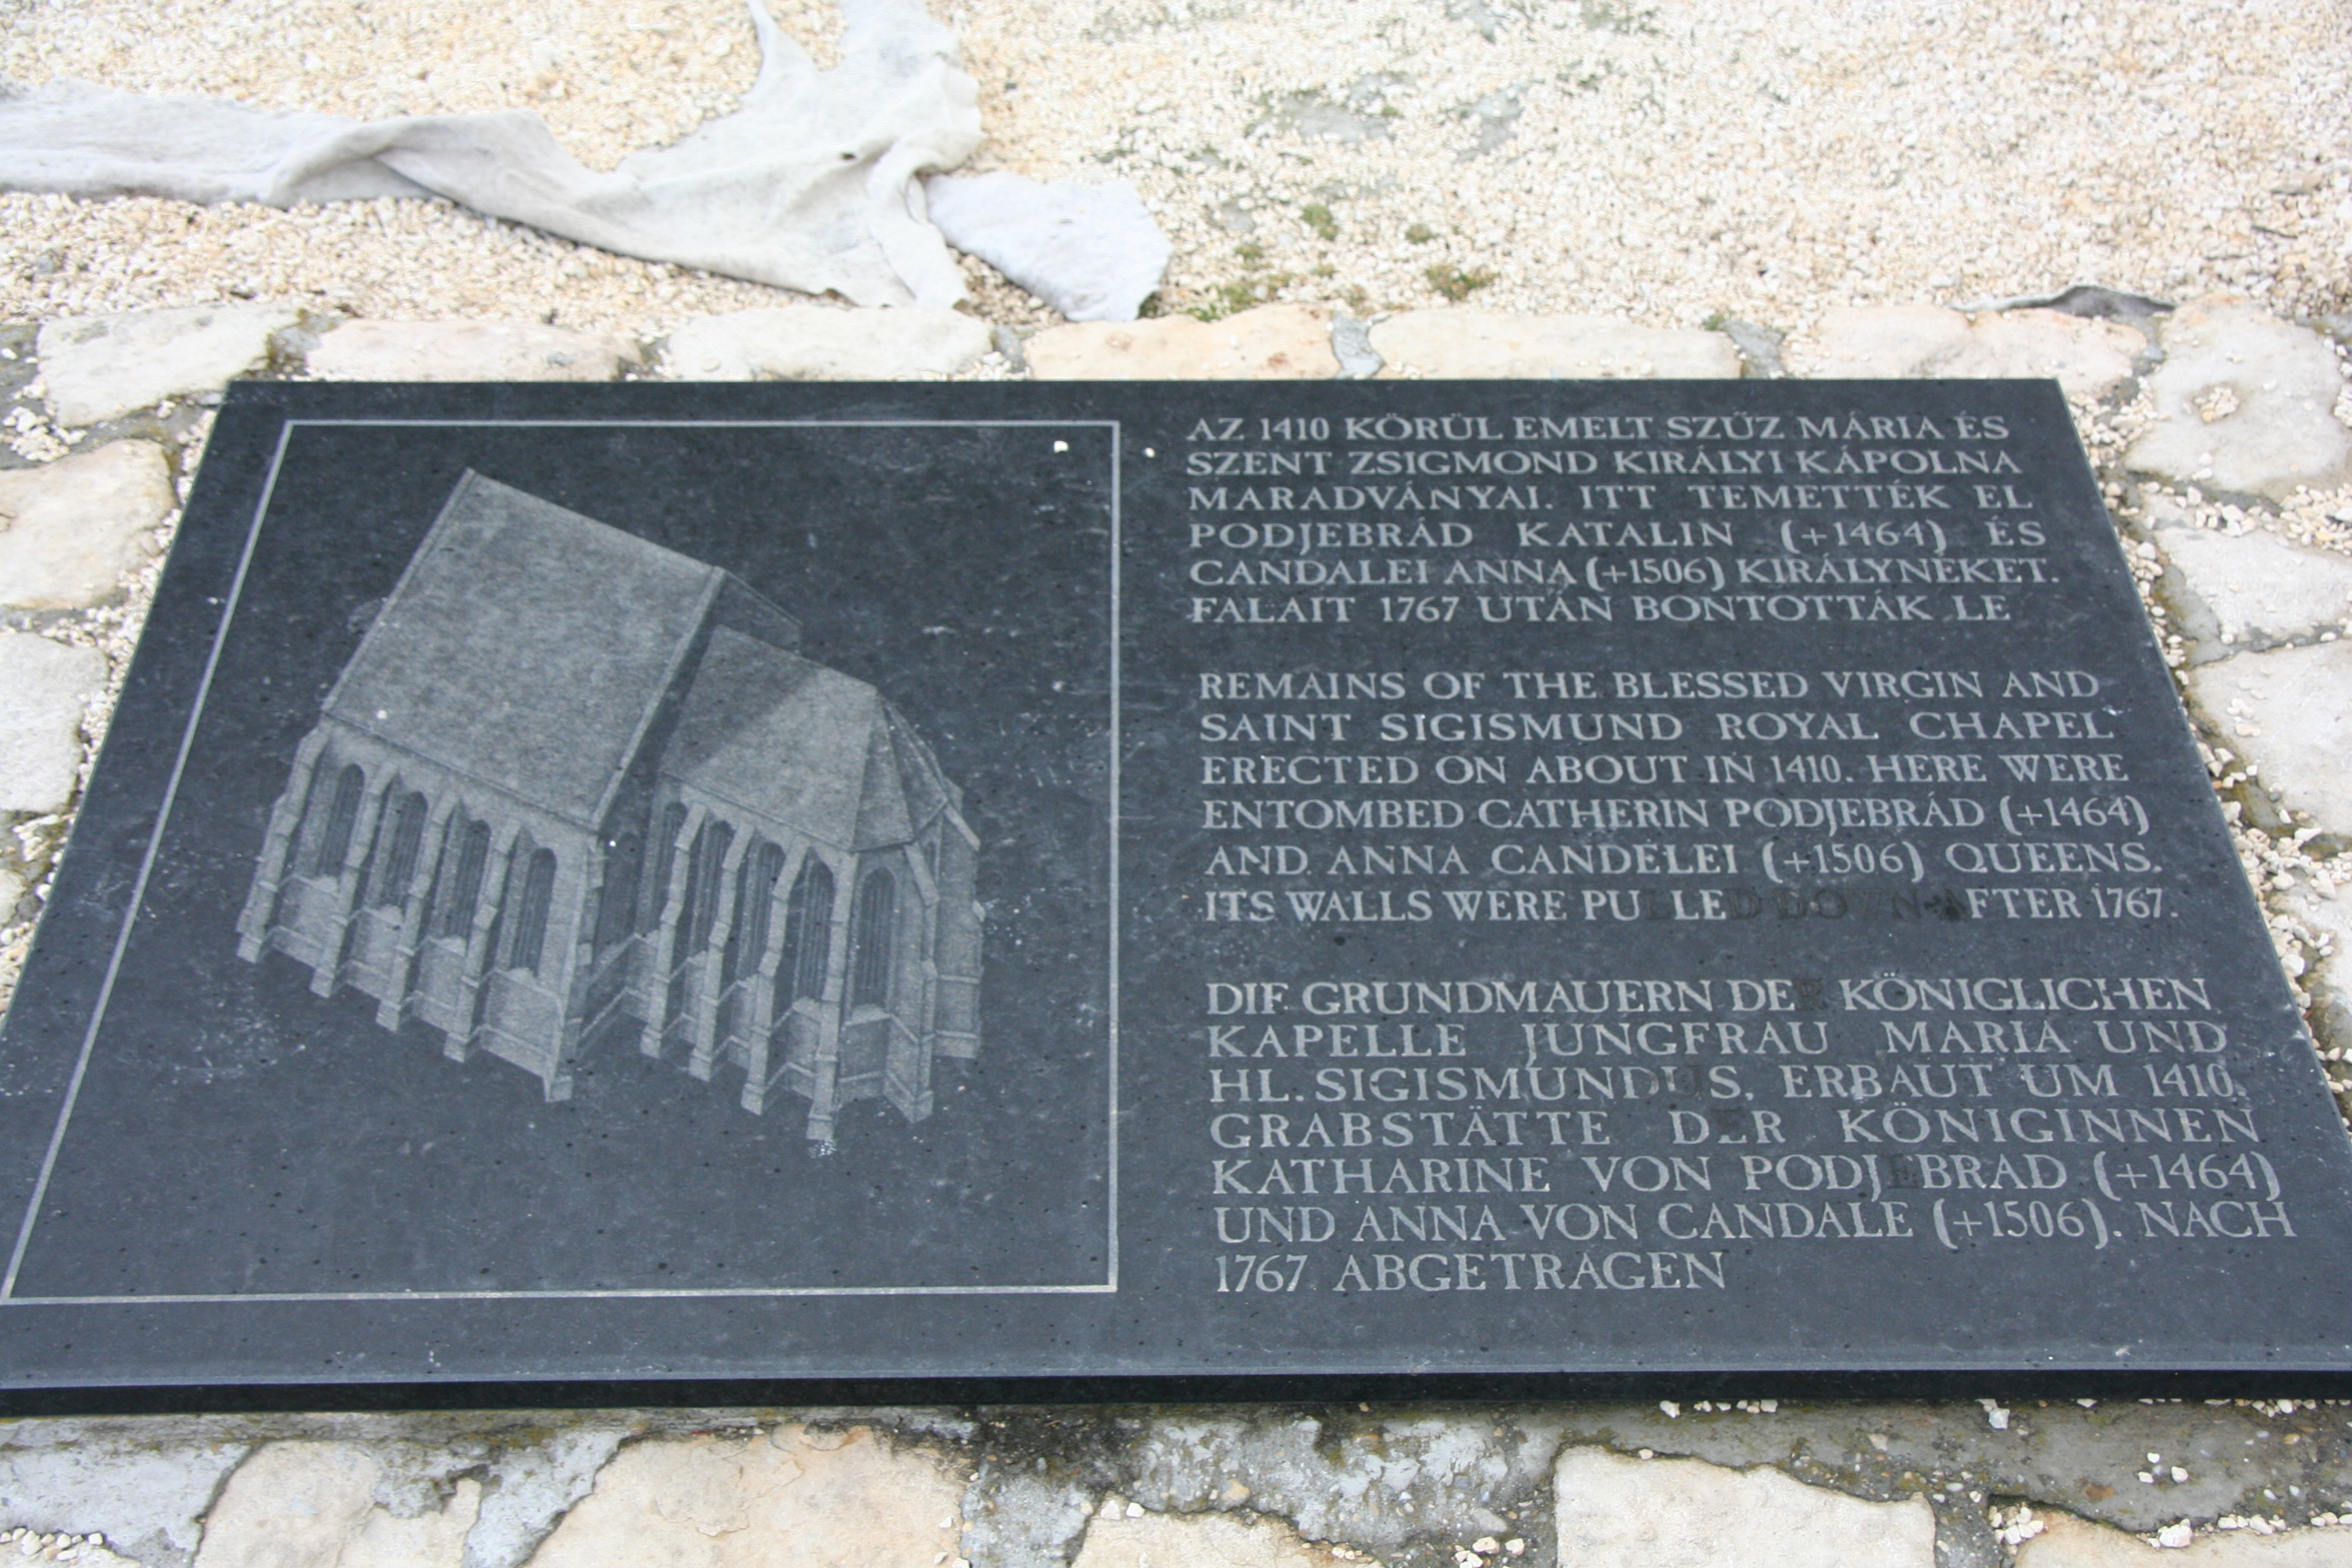 AZ 1410 KÖRÜL EMELT SZŰZ MÁRIA ÉS
SZENT ZSIGMOND KIRÁLYI KÁPOLNA
MARADVÁNYAI. ITT TEMETTÉK EL
PODJEBRÁD KATALIN (+1464) ÉS
CANDALEI ANNA (+1506) KIRÁLYNÉKET.
FALAIT 1767 UTÁN BONTOTTÁK LE
REMAINS OF THE BLESSED VIRGIN AND
SAINT SIGISMUND ROYAL CHAPEL
ERECTED ON ABOUT IN 1410. HERE WERE
ENTOMBED CATHERIN PODJEBRÁD (+1464)
AND ANNA CANDELEI (+1506) QUEENS.
ITS WALLS WERE PULLED DOWN AFTER 1767.
DIE GRUNDMAUERN DER KÖNIGLICHEN
KAPELLE JUNGFRAU MARIA UND
HL. SIGISMUNDUS, ERBAUT UM 1410.
GRABSTÄTTE DER KÖNIGINNEN
KATHARINE VON PODJEBRAD (+1464)
UND ANNA VON CANDALE (+1506). NACH
1767 ABGETRAGEN